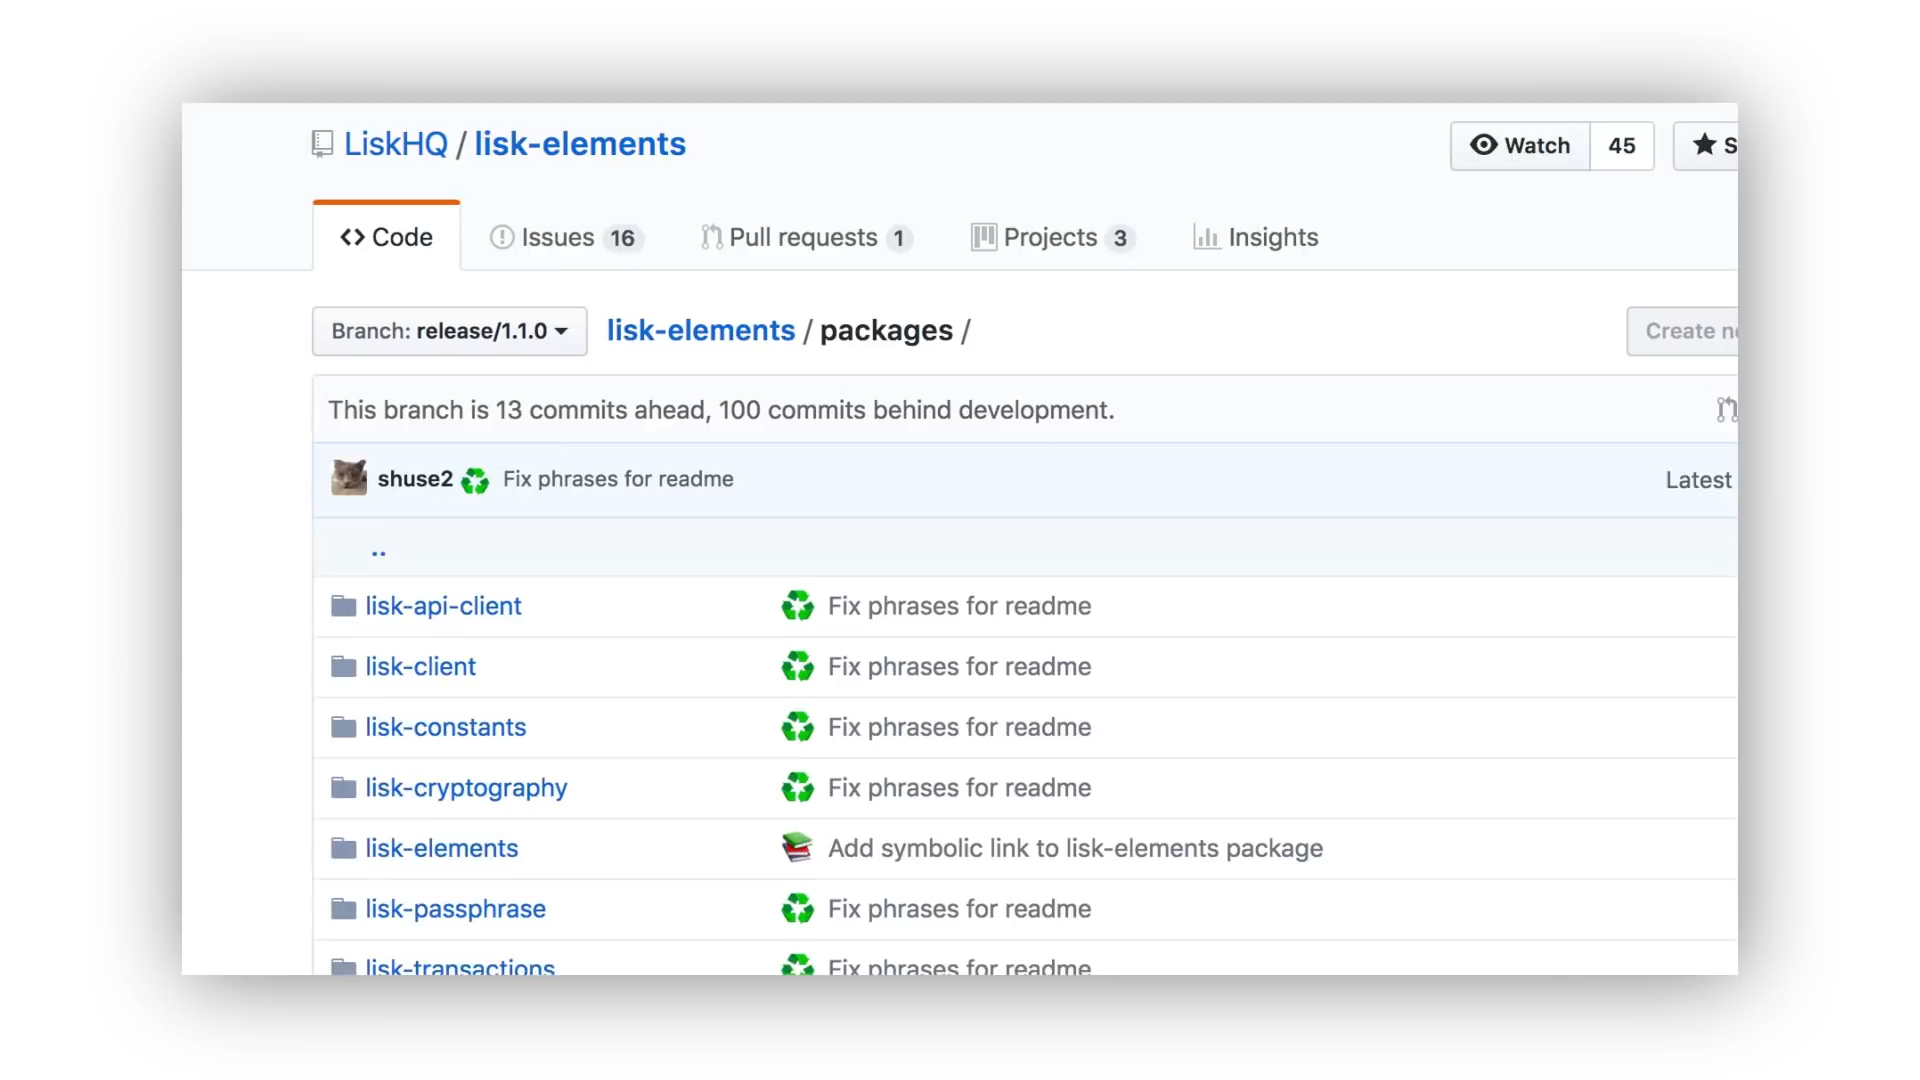 LiskHQ / lisk-elements
Watch 45
Code Issues 16 Pull requests 1 Projects 3 Insights
Branch: release/1.1.0 lisk-elements / packages /
Create
This branch is 13 commits ahead, 100 commits behind development.
shuse2 Fix phrases for readme Latest
..
lisk-api-client Fix phrases for readme
lisk-client Fix phrases for readme
lisk-constants Fix phrases for readme
lisk-cryptography Fix phrases for readme
lisk-elements Add symbolic link to lisk-elements package
lisk-passphrase Fix phrases for readme
lisk-transactions Fix phrases for readme